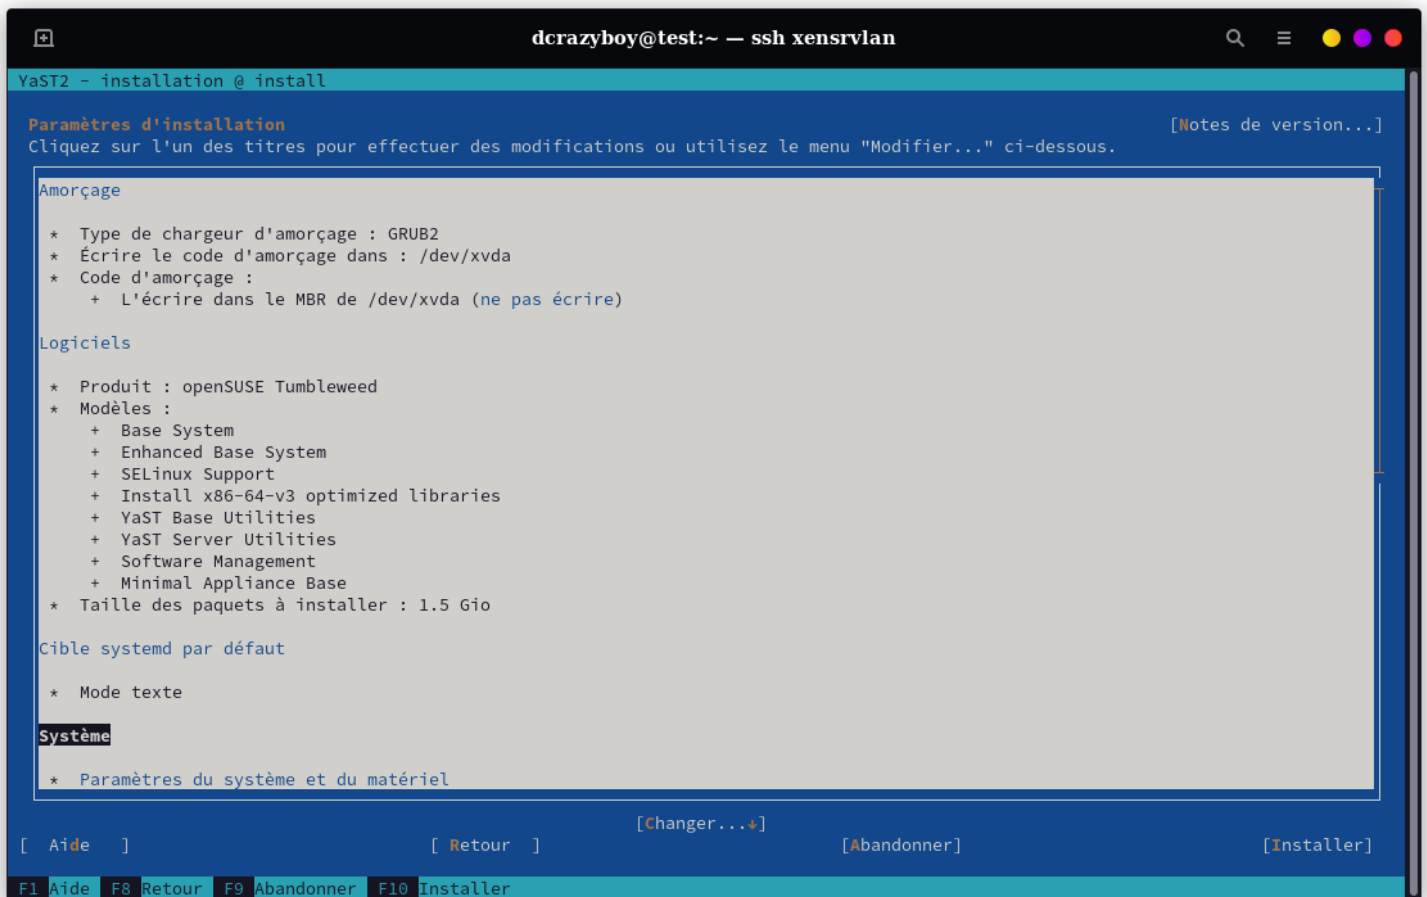 dcrazyboy@test:~ — ssh xensrvlan
YaST2 - installation @ install
Paramètres d'installation [Notes de version...]
Cliquez sur l'un des titres pour effectuer des modifications ou utilisez le menu "Modifier..." ci-dessous.
Amorçage
* Type de chargeur d'amorçage : GRUB2
* Écrire le code d'amorçage dans : /dev/xvda
* Code d'amorçage :
+ L'écrire dans le MBR de /dev/xvda (ne pas écrire)
Logiciels
* Produit : openSUSE Tumbleweed
* Modèles :
+ Base System
+ Enhanced Base System
+ SELinux Support
+ Install x86-64-v3 optimized libraries
+ YaST Base Utilities
+ YaST Server Utilities
+ Software Management
+ Minimal Appliance Base
* Taille des paquets à installer : 1.5 Gio
Cible systemd par défaut
* Mode texte
Système
* Paramètres du système et du matériel
[Changer...↓]
[ Aide ] [ Retour ] [Abandonner] [Installer]
F1 Aide F8 Retour F9 Abandonner F10 Installer